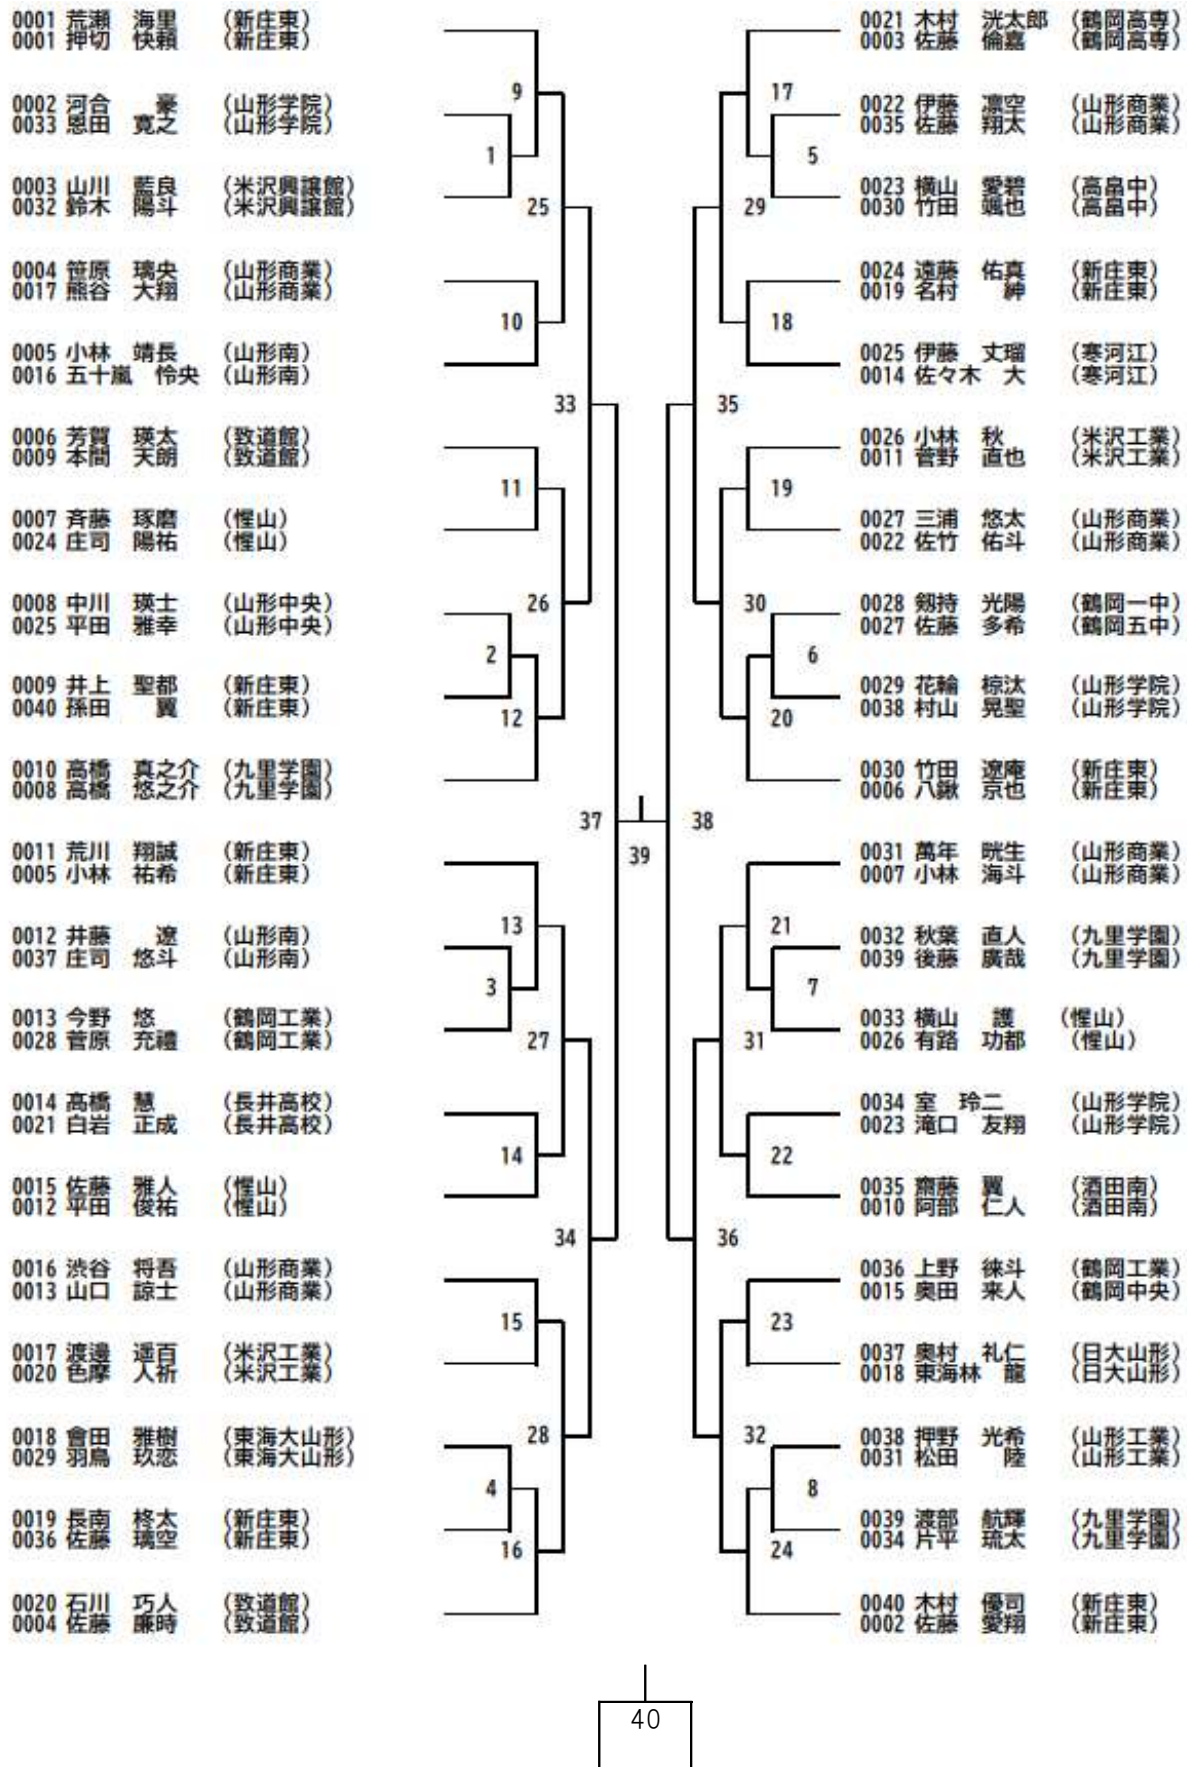 0001 荒瀬　海里　（新庄東）
0001 押切　快頼　（新庄東）
0002 河合　　豪　（山形学院）
0033 恩田　寛之　（山形学院）
0003 山川　藍良　（米沢興譲館）
0032 鈴木　陽斗　（米沢興譲館）
0004 笹原　璃央　（山形商業）
0017 熊谷　大翔　（山形商業）
0005 小林　靖長　（山形南）
0016 五十嵐　怜央　（山形南）
0006 芳賀　瑛太　（致道館）
0009 本間　天朗　（致道館）
0007 斉藤　琢磨　（惺山）
0024 庄司　陽祐　（惺山）
0008 中川　瑛士　（山形中央）
0025 平田　雅幸　（山形中央）
0009 井上　聖都　（新庄東）
0040 孫田　　翼　（新庄東）
0010 高橋　真之介　（九里学園）
0008 高橋　悠之介　（九里学園）
0011 荒川　翔誠　（新庄東）
0005 小林　祐希　（新庄東）
0012 井藤　　遼　（山形南）
0037 庄司　悠斗　（山形南）
0013 今野　悠　（鶴岡工業）
0028 菅原　充禮　（鶴岡工業）
0014 髙橋　慧　（長井高校）
0021 白岩　正成　（長井高校）
0015 佐藤　雅人　（惺山）
0012 平田　俊祐　（惺山）
0016 渋谷　将吾　（山形商業）
0013 山口　諒士　（山形商業）
0017 渡邊　遥百　（米沢工業）
0020 色摩　人祈　（米沢工業）
0018 會田　雅樹　（東海大山形）
0029 羽鳥　玖恋　（東海大山形）
0019 長南　柊太　（新庄東）
0036 佐藤　璃空　（新庄東）
0020 石川　巧人　（致道館）
0004 佐藤　廉時　（致道館）
9
1
25
10
33
11
26
2
12
37
13
3
27
14
34
15
28
4
16
39
17
5
29
18
35
19
30
6
20
38
21
7
31
22
36
23
32
8
24
0021 木村　洸太郎　（鶴岡高専）
0003 佐藤　倫嘉　（鶴岡高専）
0022 伊藤　凛空　（山形商業）
0035 佐藤　翔太　（山形商業）
0023 横山　愛碧　（高畠中）
0030 竹田　颯也　（高畠中）
0024 遠藤　佑真　（新庄東）
0019 名村　　紳　（新庄東）
0025 伊藤　丈瑠　（寒河江）
0014 佐々木　大　（寒河江）
0026 小林　秋　（米沢工業）
0011 菅野　直也　（米沢工業）
0027 三浦　悠太　（山形商業）
0022 佐竹　佑斗　（山形商業）
0028 剱持　光陽　（鶴岡一中）
0027 佐藤　多希　（鶴岡五中）
0029 花輪　椋汰　（山形学院）
0038 村山　晃聖　（山形学院）
0030 竹田　遼庵　（新庄東）
0006 八鍬　京也　（新庄東）
0031 萬年　晄生　（山形商業）
0007 小林　海斗　（山形商業）
0032 秋葉　直人　（九里学園）
0039 後藤　廣哉　（九里学園）
0033 横山　　護　（惺山）
0026 有路　功都　（惺山）
0034 室　玲二　（山形学院）
0023 滝口　友翔　（山形学院）
0035 齋藤　翼　（酒田南）
0010 阿部　仁人　（酒田南）
0036 上野　徠斗　（鶴岡工業）
0015 奥田　来人　（鶴岡中央）
0037 奥村　礼仁　（日大山形）
0018 東海林　龍　（日大山形）
0038 押野　光希　（山形工業）
0031 松田　　陸　（山形工業）
0039 渡部　航輝　（九里学園）
0034 片平　琉太　（九里学園）
0040 木村　優司　（新庄東）
0002 佐藤　愛翔　（新庄東）
40